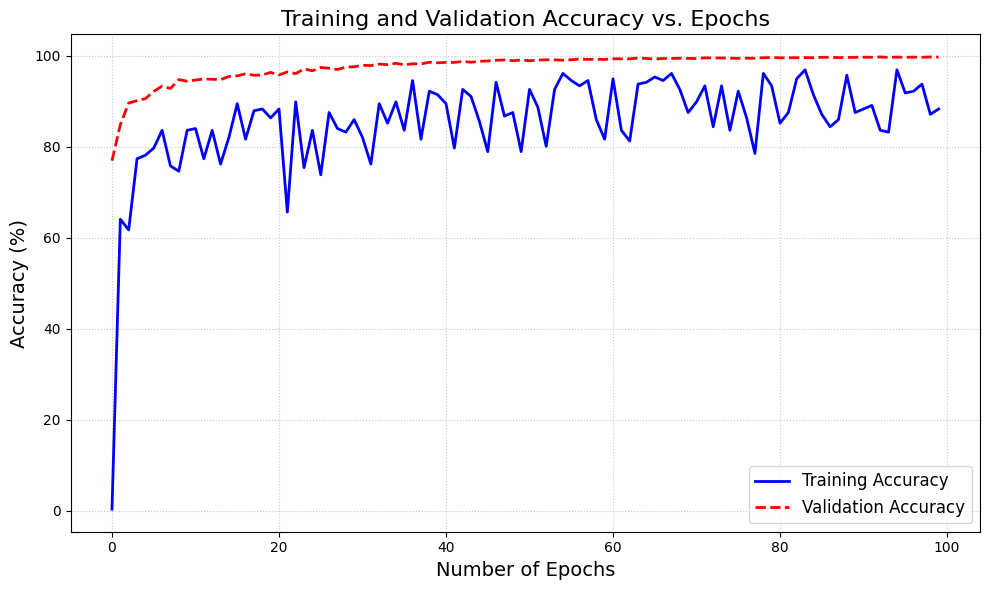 Training and Validation Accuracy vs. Epochs
Accuracy (%)
100
80
60
40
20
0
Training Accuracy
Validation Accuracy
0 20 40 60 80 100
Number of Epochs